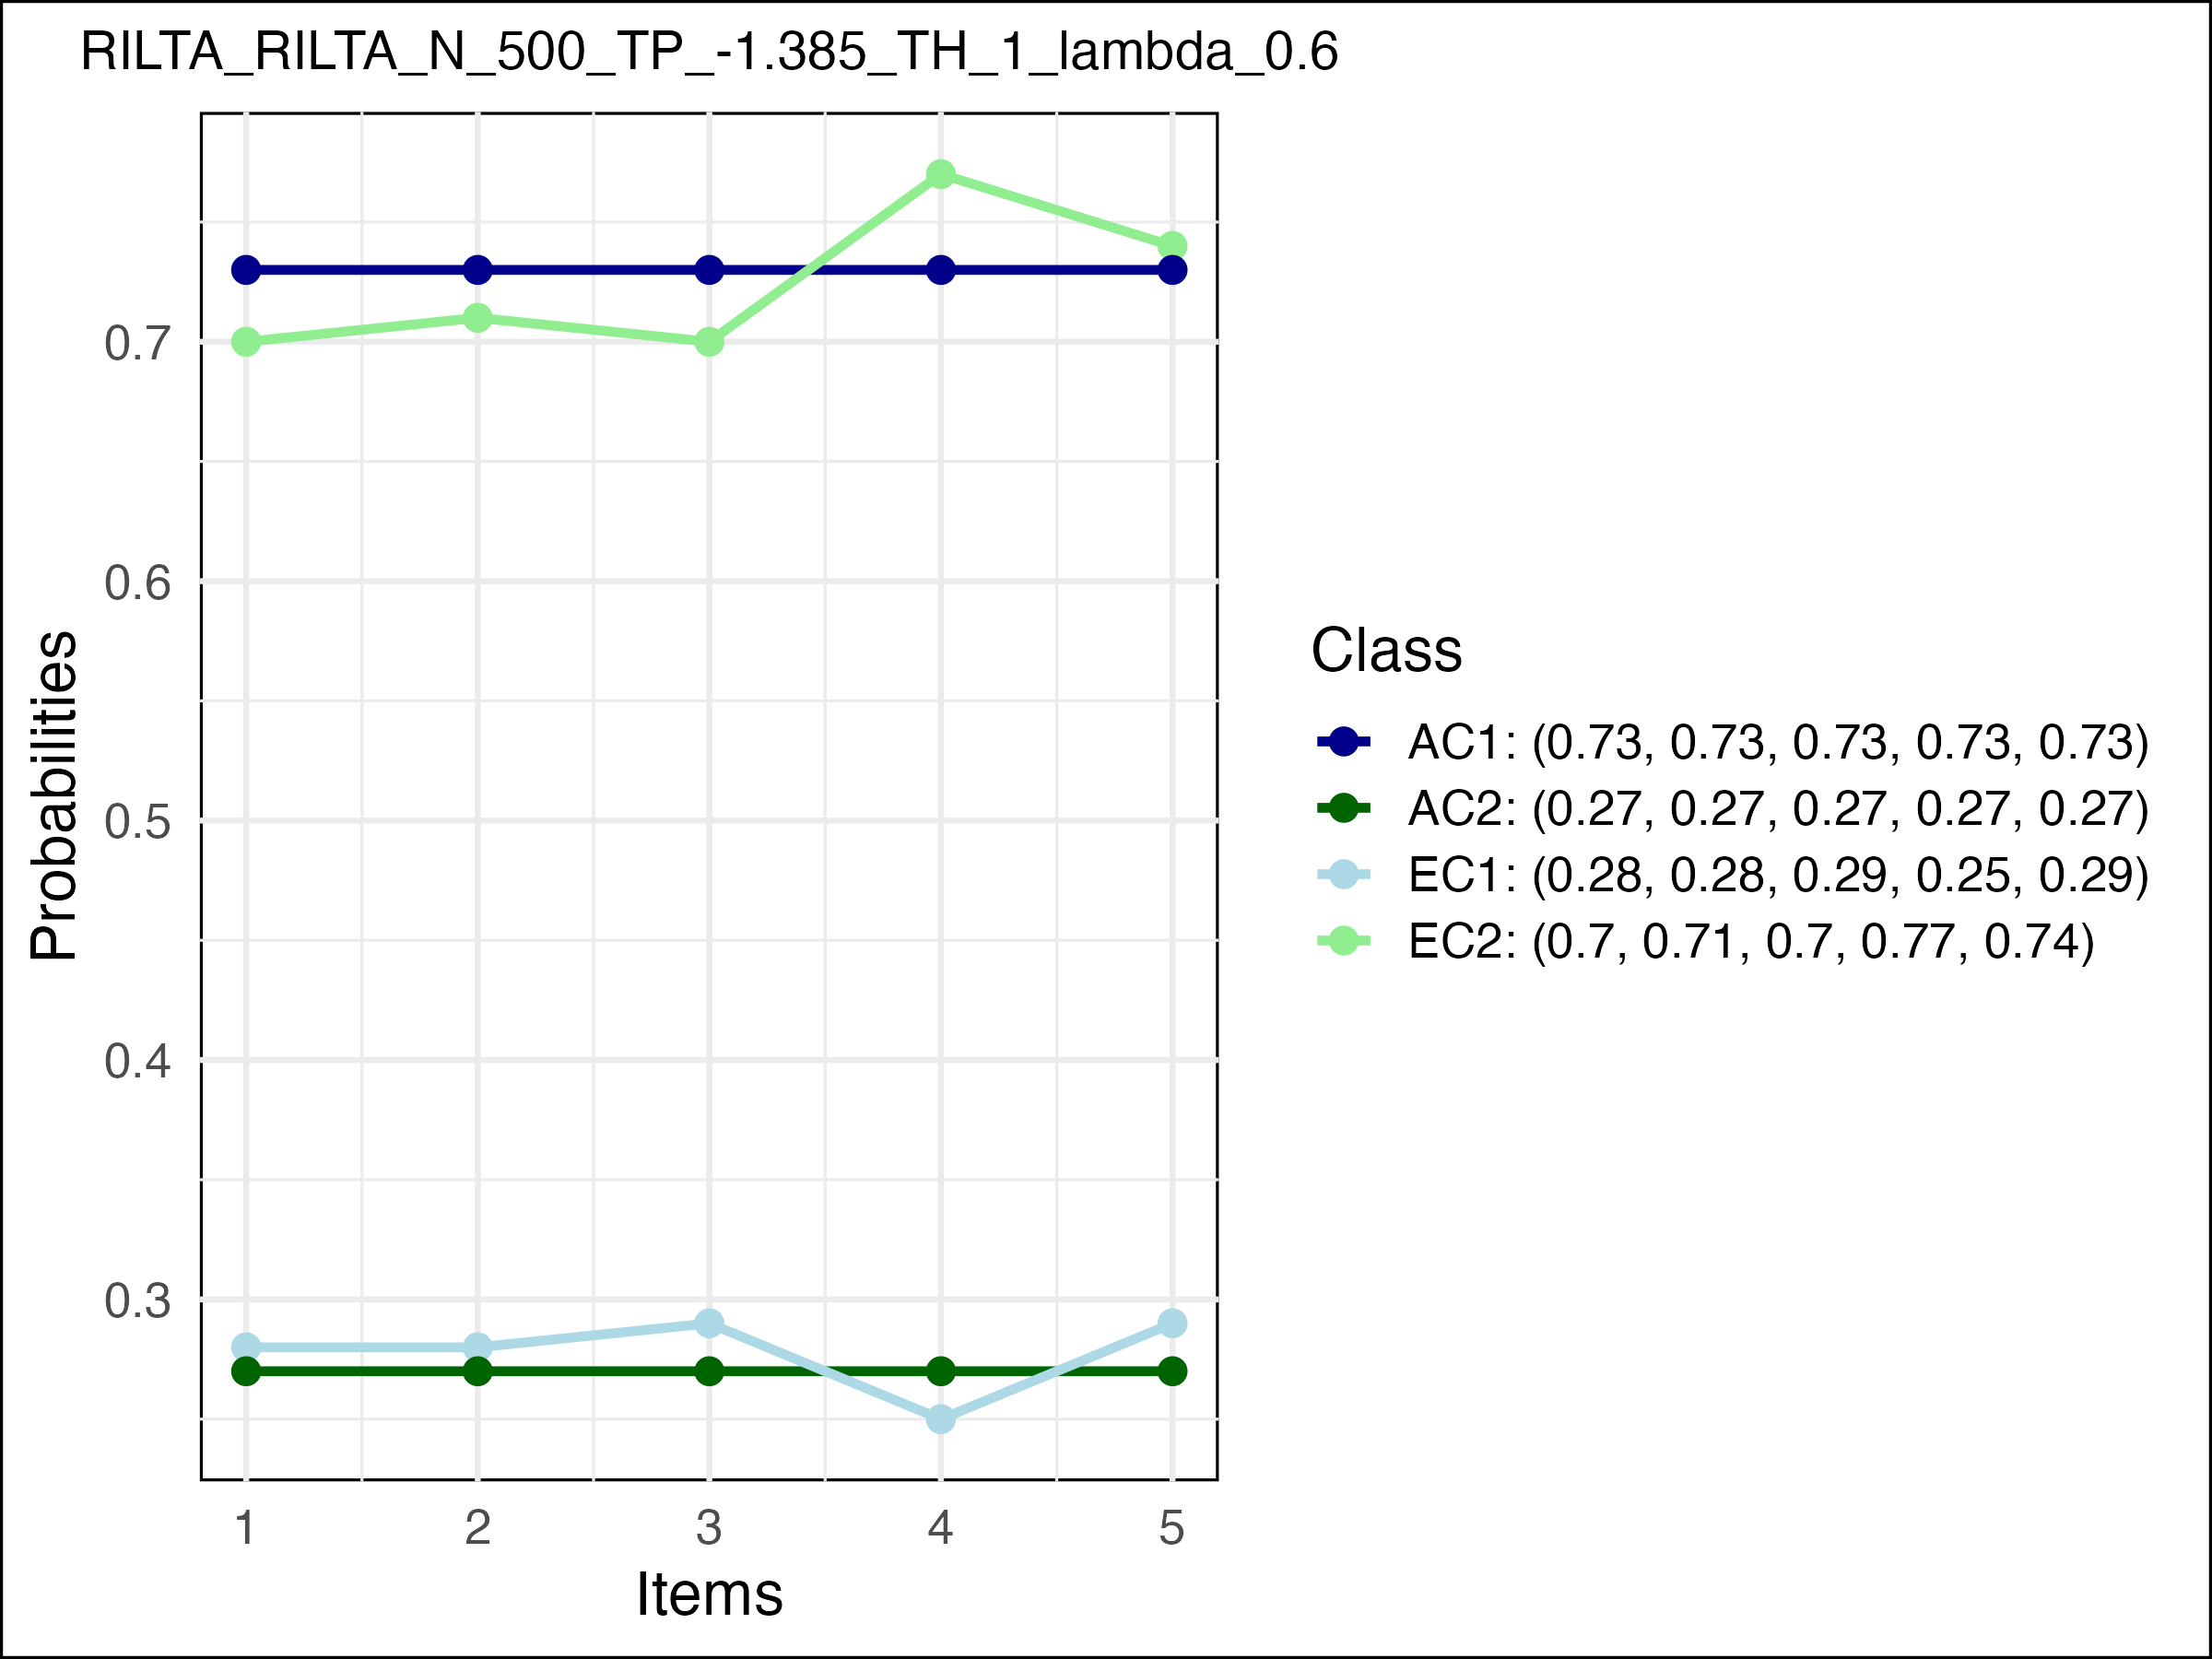 RILTA_RILTA_N_500_TP_-1.385_TH_1_lambda_0.6
Probabilities
0.7
0.6
0.5
0.4
0.3
1 2 3 4 5
Items
Class
AC1: (0.73, 0.73, 0.73, 0.73, 0.73)
AC2: (0.27, 0.27, 0.27, 0.27, 0.27)
EC1: (0.28, 0.28, 0.29, 0.25, 0.29)
EC2: (0.7, 0.71, 0.7, 0.77, 0.74)